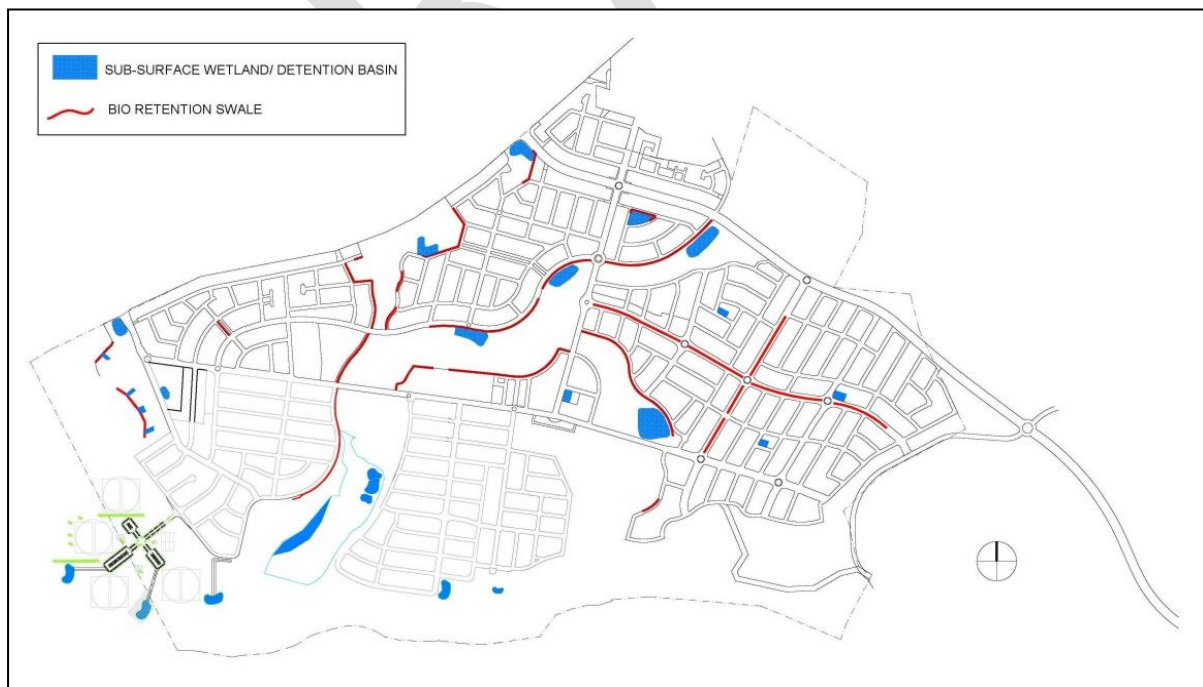 SUB-SURFACE WETLAND/ DETENTION BASIN
BIO RETENTION SWALE